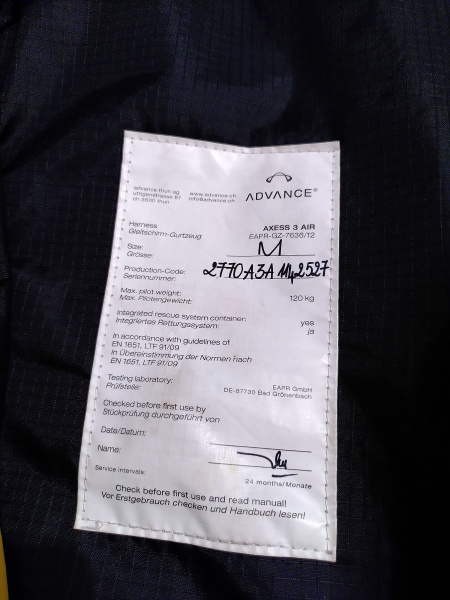 ADVANCE®
advance thun ag www.advance.ch
uttigenstrasse 87 info@advance.ch
ch 3600 thun
Harness AXESS 3 AIR
Gleitschirm-Gurtzeug EAPR-GZ-7636/12
Size: M
Grösse:
Production-Code: 2770A3A M42527
Seriennummer:
Max. pilot weight: 120 kg
Max. Pilotengewicht:
Integrated rescue system container: yes
Integriertes Rettungssystem: ja
In accordance with guidelines of
EN 1651, LTF 91/09
In Übereinstimmung der Normen nach
EN 1651, LTF 91/09
Testing laboratory: EAPR GmbH
Prüfstelle: DE-87730 Bad Grönenbach
Checked before first use by
Stückprüfung durchgeführt von
Date/Datum:
Name:
Service intervals: 24 months/Monate
Check before first use and read manual!
Vor Erstgebrauch checken und Handbuch lesen!